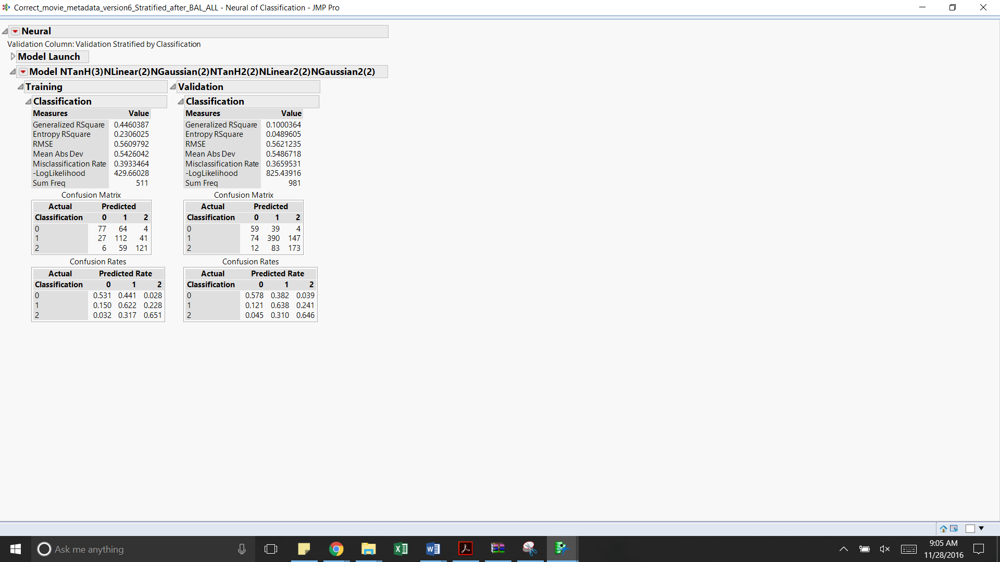 Correct_movie_metadata_version6_Stratified_after_BAL_ALL - Neural of Classification - JMP Pro
Neural
Validation Column: Validation Stratified by Classification
Model Launch
Model NTanH(3)NLinear(2)NGaussian(2)NTanH2(2)NLinear2(2)NGaussian2(2)
Training
Classification
Measures Value
Generalized RSquare 0.4460387
Entropy RSquare 0.2306025
RMSE 0.5609792
Mean Abs Dev 0.5426042
Misclassification Rate 0.3933464
-LogLikelihood 429.66028
Sum Freq 511
Confusion Matrix
Actual Predicted
Classification 0 1 2
0 77 64 4
1 27 112 41
2 6 59 121
Confusion Rates
Actual Predicted Rate
Classification 0 1 2
0 0.531 0.441 0.028
1 0.150 0.622 0.228
2 0.032 0.317 0.651
Validation
Classification
Measures Value
Generalized RSquare 0.1000364
Entropy RSquare 0.0489605
RMSE 0.5621235
Mean Abs Dev 0.5486718
Misclassification Rate 0.3659531
-LogLikelihood 825.43916
Sum Freq 981
Confusion Matrix
Actual Predicted
Classification 0 1 2
0 59 39 4
1 74 390 147
2 12 83 173
Confusion Rates
Actual Predicted Rate
Classification 0 1 2
0 0.578 0.382 0.039
1 0.121 0.638 0.241
2 0.045 0.310 0.646
Ask me anything
9:05 AM
11/28/2016